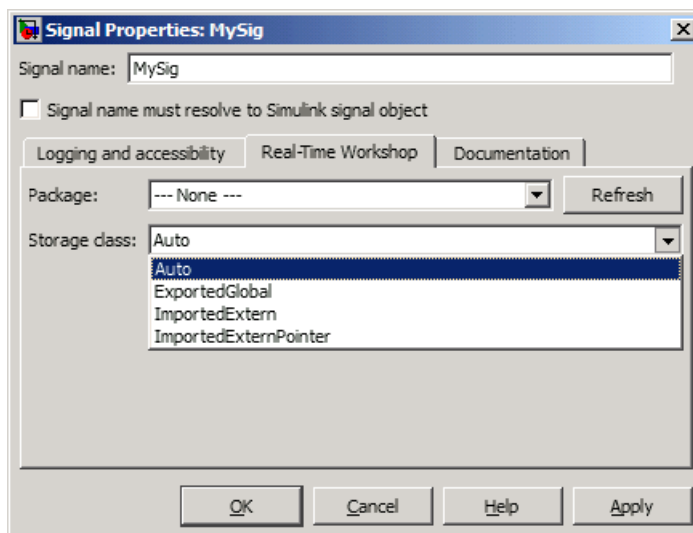 Signal Properties: MySig
Signal name: MySig
Signal name must resolve to Simulink signal object
Logging and accessibility Real-Time Workshop Documentation
Package: --- None --- Refresh
Storage class: Auto
Auto
ExportedGlobal
ImportedExtern
ImportedExternPointer
OK Cancel Help Apply